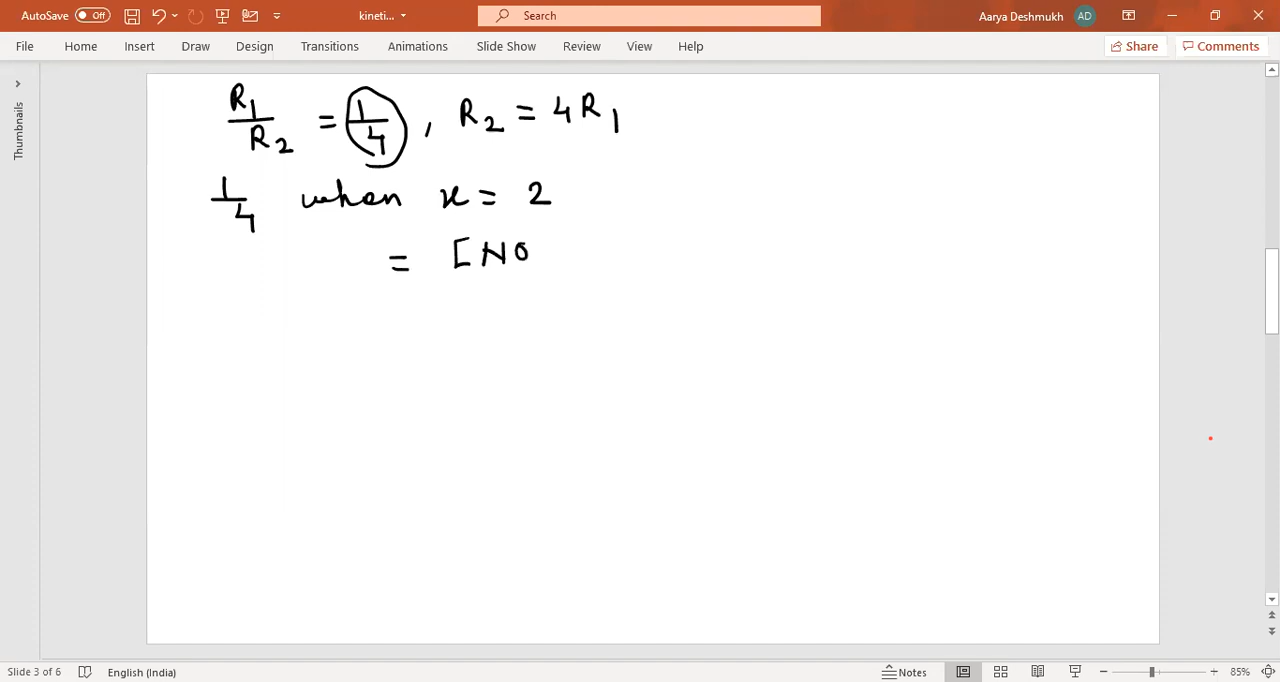 AutoSave Off kineti... Search Aarya Deshmukh AD
File Home Insert Draw Design Transitions Animations Slide Show Review View Help Share Comments
Thumbnails
R₁/R₂ = 1/4 , R₂ = 4R₁
1/4 when x = 2
= [NO
Slide 3 of 6 English (India) Notes 85%